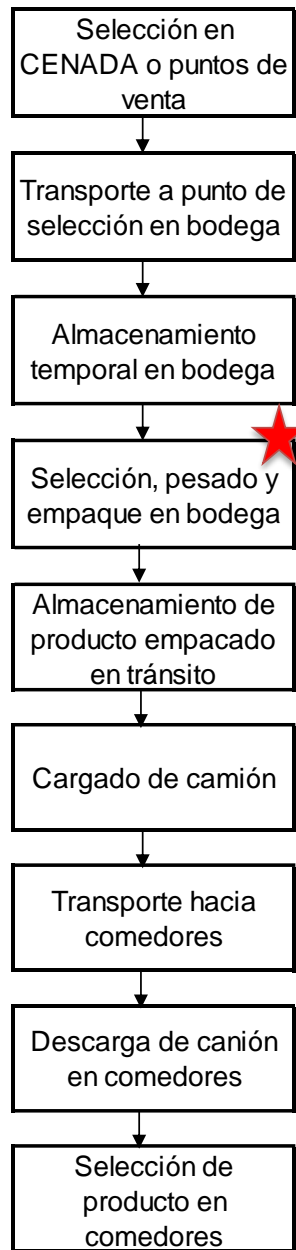 Selección en
CENADA o puntos de
venta
Transporte a punto de
selección en bodega
Almacenamiento
temporal en bodega
Selección, pesado y
empaque en bodega
Almacenamiento de
producto empacado
en tránsito
Cargado de camión
Transporte hacia
comedores
Descarga de canión
en comedores
Selección de
producto en
comedores